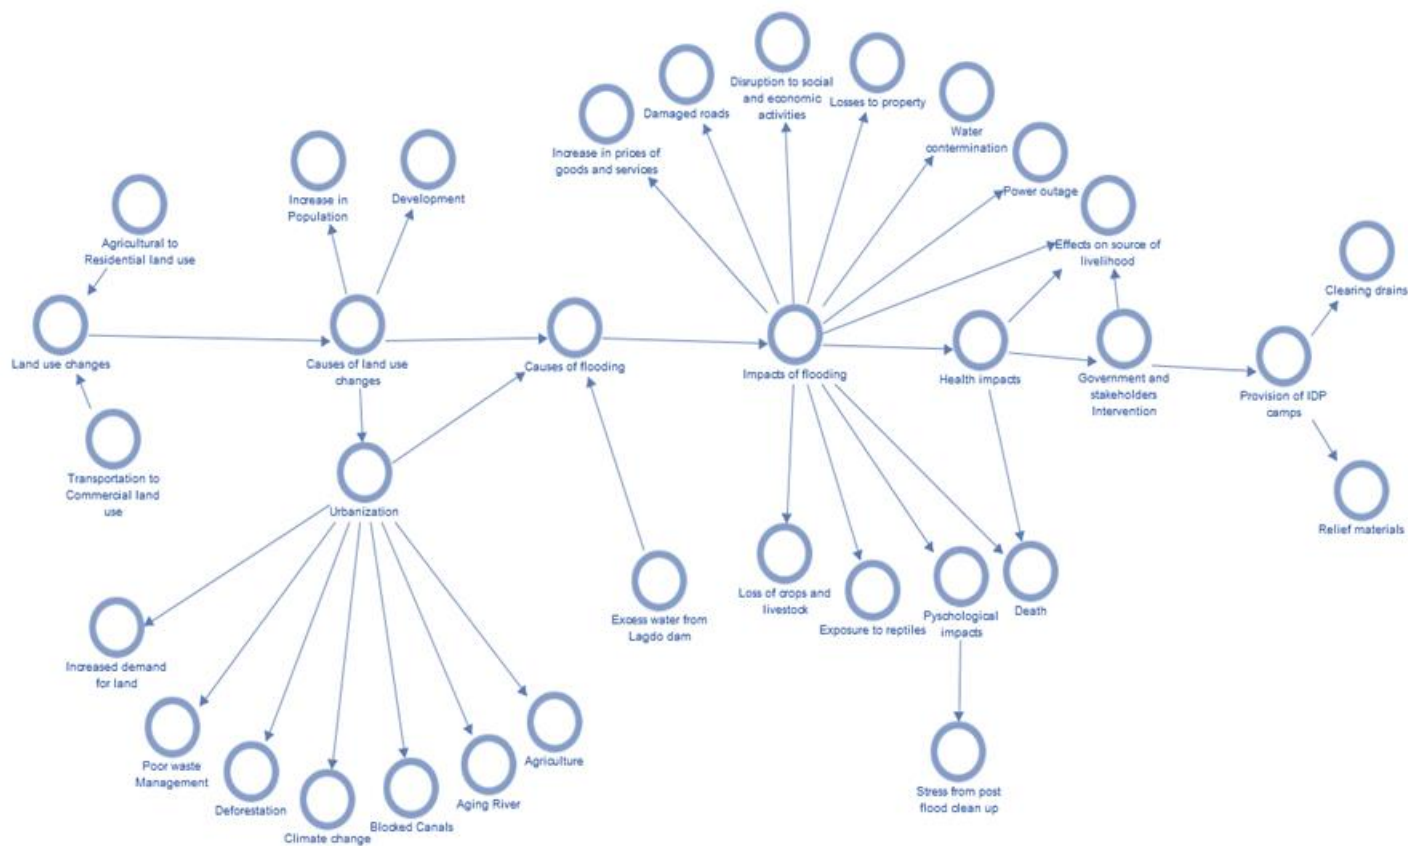 Disruption to social
and economic
activities
Losses to property
Damaged roads
Water
contermination
Increase in prices of
goods and services
Power outage
Increase in
Population
Development
Agricultural to
Residential land use
Effects on source of
livelihood
Clearing drains
Land use changes
Causes of land use
changes
Causes of flooding
Impacts of flooding
Health impacts
Government and
stakeholders
Intervention
Provision of IDP
camps
Transportation to
Commercial land
use
Urbanization
Relief materials
Excess water from
Lagdo dam
Loss of crops and
livestock
Exposure to reptiles
Pyschological
impacts
Death
Increased demand
for land
Poor waste
Management
Deforestation
Climate change
Blocked Canals
Aging River
Agriculture
Stress from post
flood clean up